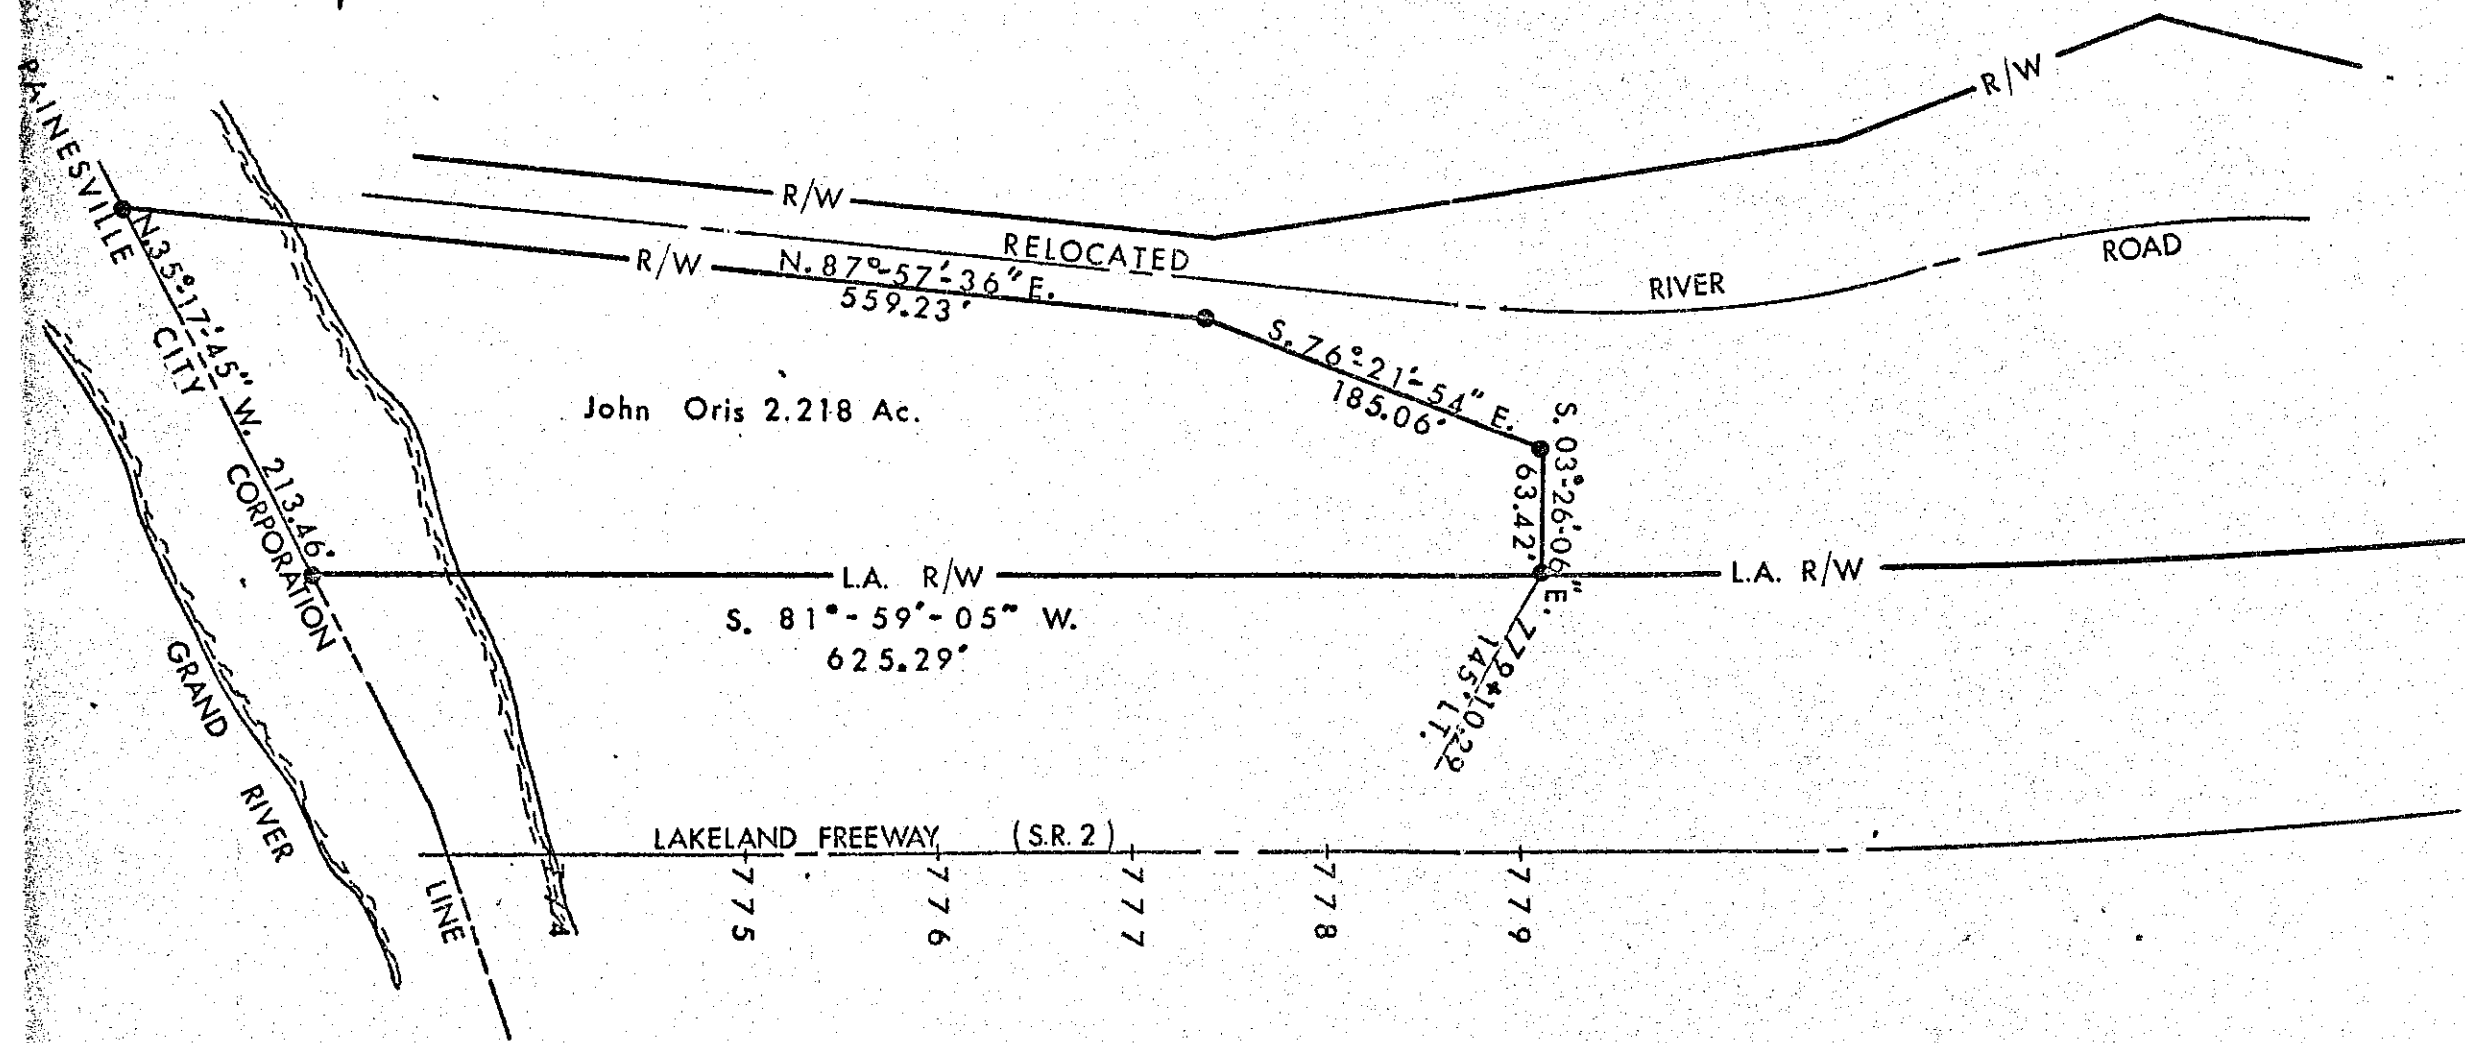 R/W
PAINESVILLE
R/W
RELOCATED
ROAD
R/W
N. 87°-57'-36" E.
559.23'
RIVER
N.35°-17'-45" W. 213.46'
CITY
S. 76°-21'-54" E.
185.06'
John Oris 2.218 Ac.
S. 03°-26'-06" E.
63.42'
CORPORATION
L.A. R/W
L.A. R/W
S. 81°-59'-05" W.
625.29'
779+10.29
145' LT.
GRAND
RIVER
LAKELAND FREEWAY (S.R. 2)
LINE
775
776
777
778
779